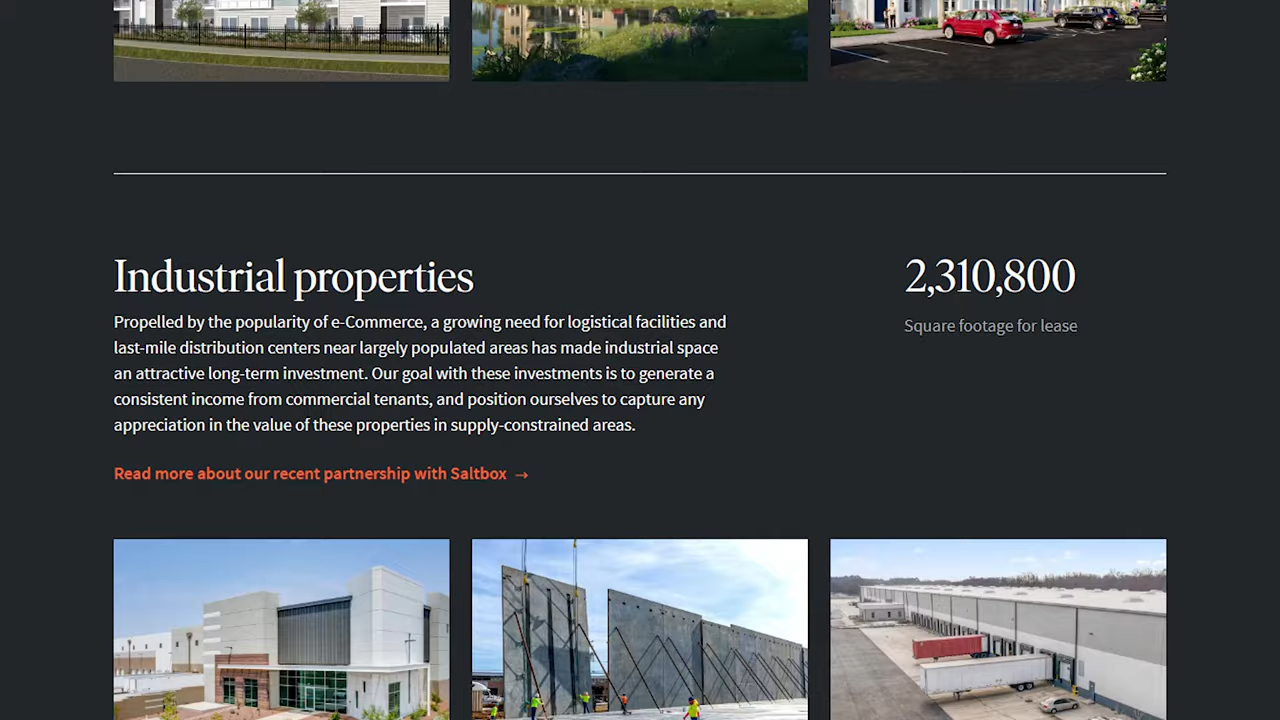 Industrial properties
Propelled by the popularity of e-Commerce, a growing need for logistical facilities and
last-mile distribution centers near largely populated areas has made industrial space
an attractive long-term investment. Our goal with these investments is to generate a
consistent income from commercial tenants, and position ourselves to capture any
appreciation in the value of these properties in supply-constrained areas.
Read more about our recent partnership with Saltbox →
2,310,800
Square footage for lease